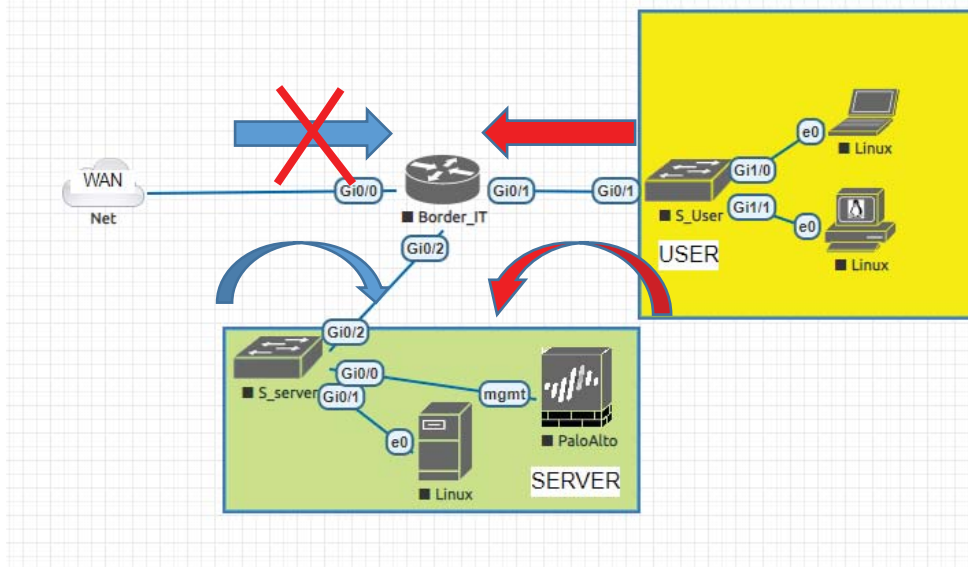 WAN
Net
Gi0/0
Border_IT
Gi0/1
Gi0/1
Gi0/2
S_User
Gi1/0
e0
Linux
Gi1/1
e0
Linux
USER
Gi0/2
S_server
Gi0/0
Gi0/1
mgmt
PaloAlto
e0
Linux
SERVER